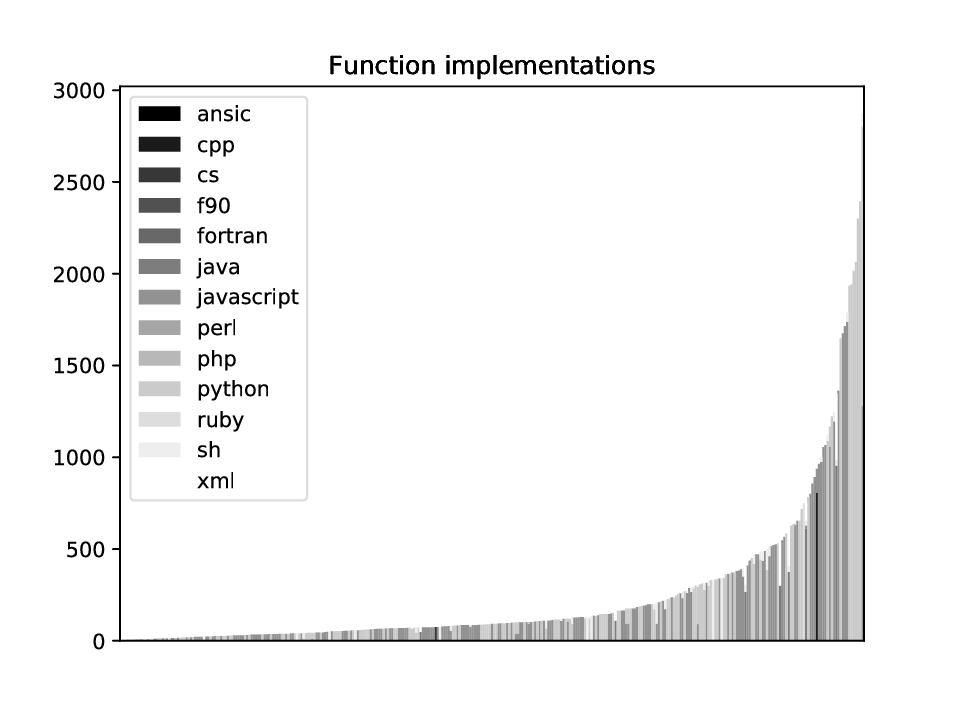 Function implementations
3000
2500
2000
1500
1000
500
0
ansic
cpp
cs
f90
fortran
java
javascript
perl
php
python
ruby
sh
xml